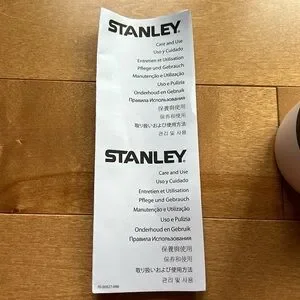 STANLEY.
Care and Use
Uso y Cuidado
Entretien et Utilisation
Pflege und Gebrauch
Manutenção e Utilização
Uso e Pulizia
Onderhoud en Gebruik
Правила Использования
保養與使用
保养和使用
取り扱いおよび使用方法
관리 및 사용
STANLEY.
Care and Use
Uso y Cuidado
Entretien et Utilisation
Pflege und Gebrauch
Manutenção e Utilização
Uso e Pulizia
Onderhoud en Gebruik
Правила Использования
保養與使用
保养和使用
取り扱いおよび使用方法
관리 및 사용